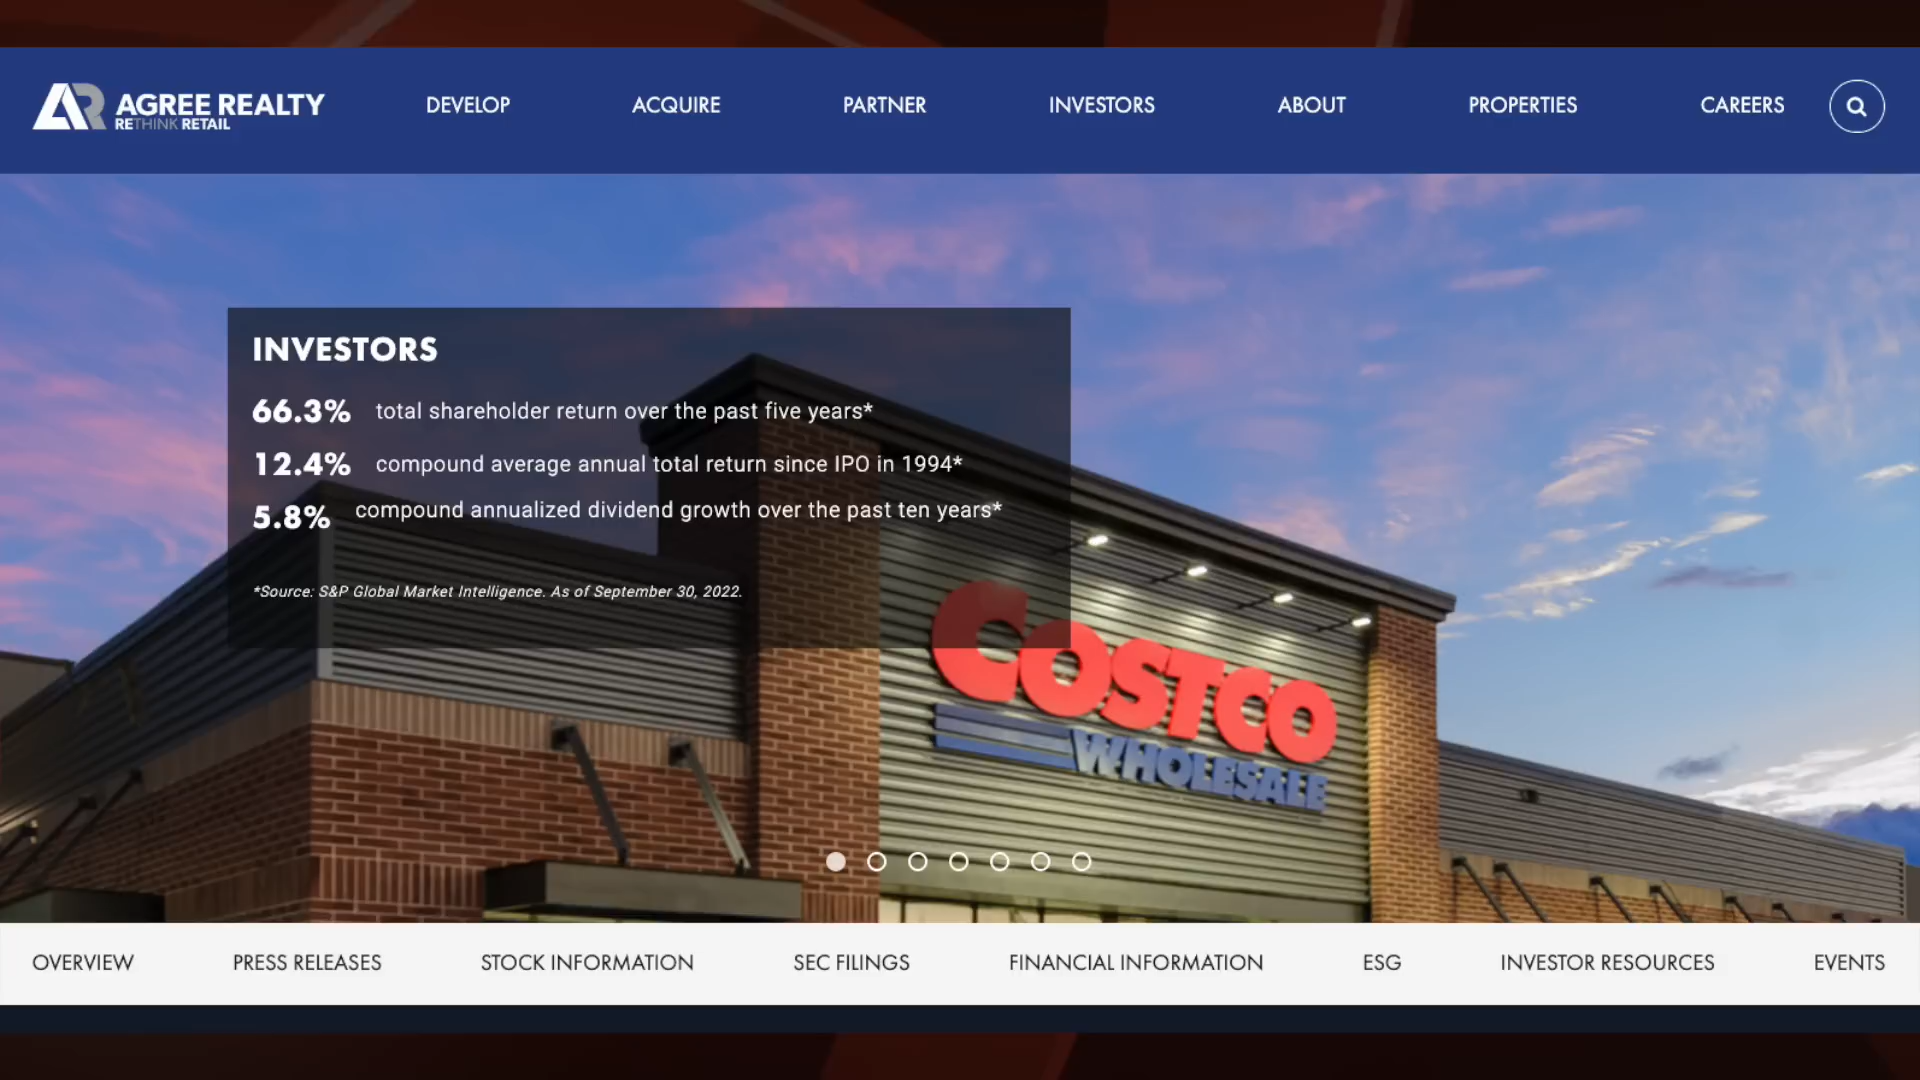 AGREE REALTY
RETHINK RETAIL
DEVELOP
ACQUIRE
PARTNER
INVESTORS
ABOUT
PROPERTIES
CAREERS
INVESTORS
66.3% total shareholder return over the past five years*
12.4% compound average annual total return since IPO in 1994*
5.8% compound annualized dividend growth over the past ten years*
*Source: S&P Global Market Intelligence. As of September 30, 2022.
COSTCO
WHOLESALE
OVERVIEW
PRESS RELEASES
STOCK INFORMATION
SEC FILINGS
FINANCIAL INFORMATION
ESG
INVESTOR RESOURCES
EVENTS